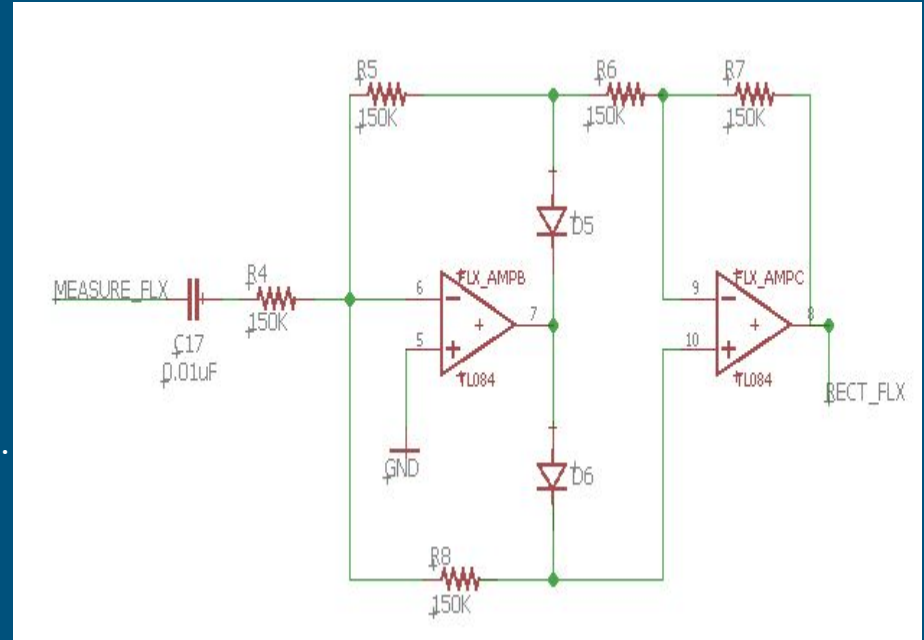 R5
150K
R6
150K
R7
150K
D5
MEASURE_FLX
C17
0.01uF
R4
150K
6
5
FLX_AMPB
7
TL084
GND
9
10
FLX_AMPC
8
TL084
RECT_FLX
D6
R8
150K